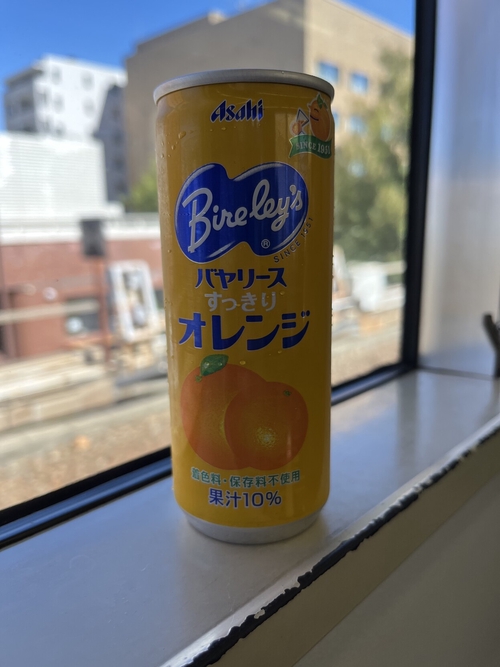 Asahi
SINCE 1951
Bireley's
®
SINCE 1951
バヤリース
すっきり
オレンジ
着色料・保存料不使用
果汁10%